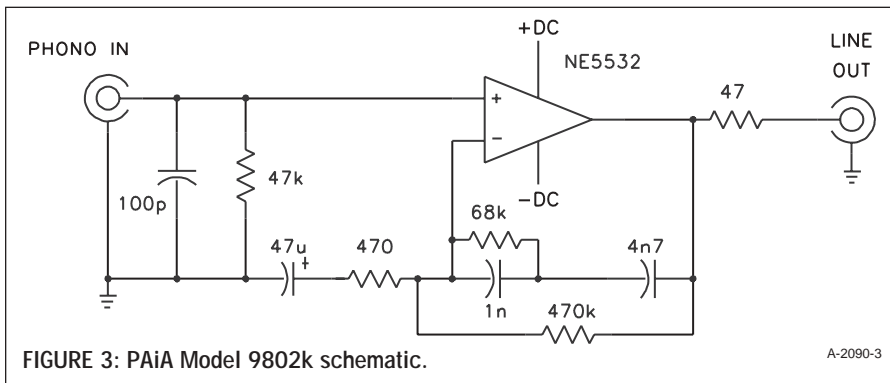 PHONO IN
+DC
NE5532
LINE
OUT
+
−
47
47k
100p
−DC
68k
47u
+
470
4n7
1n
470k
FIGURE 3: PAiA Model 9802k schematic.
A-2090-3